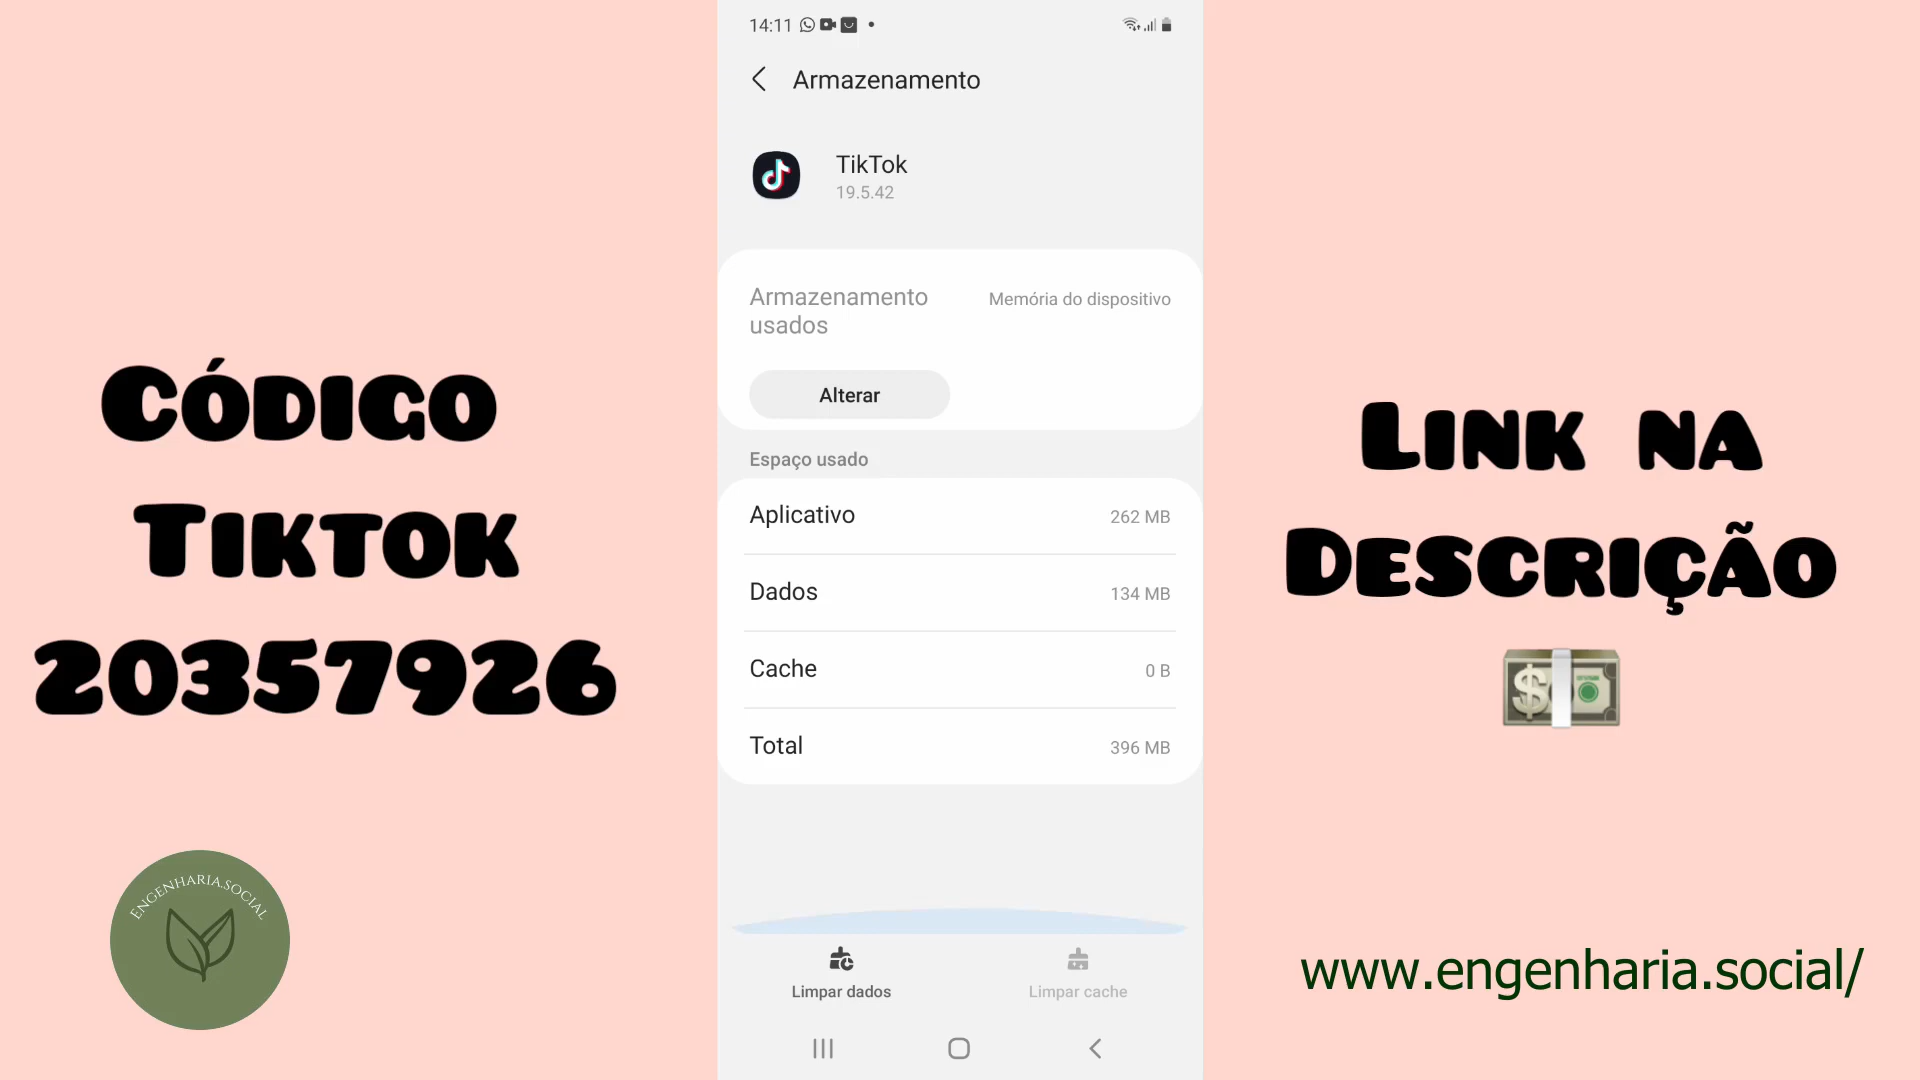 14:11
Armazenamento
TikTok
19.5.42
Armazenamento
usados
Memória do dispositivo
Alterar
Espaço usado
Aplicativo 262 MB
Dados 134 MB
Cache 0 B
Total 396 MB
Limpar dados
Limpar cache
Código
Tiktok
20357926
ENGENHARIA.SOCIAL
Link na
Descrição
www.engenharia.social/